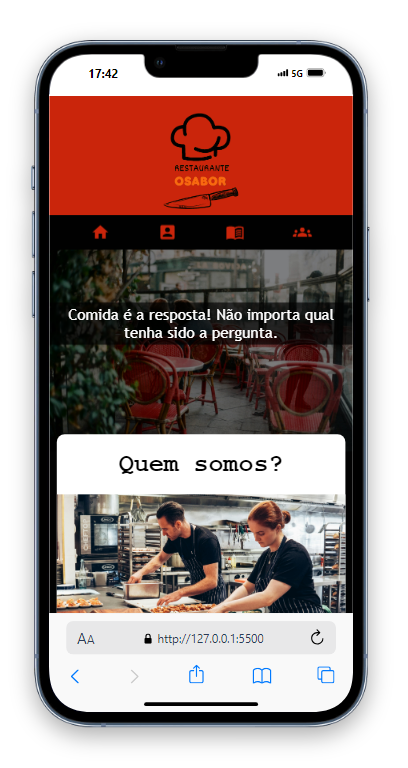 17:42
5G
RESTAURANTE
OSABOR
Comida é a resposta! Não importa qual
tenha sido a pergunta.
Quem somos?
AA
http://127.0.0.1:5500